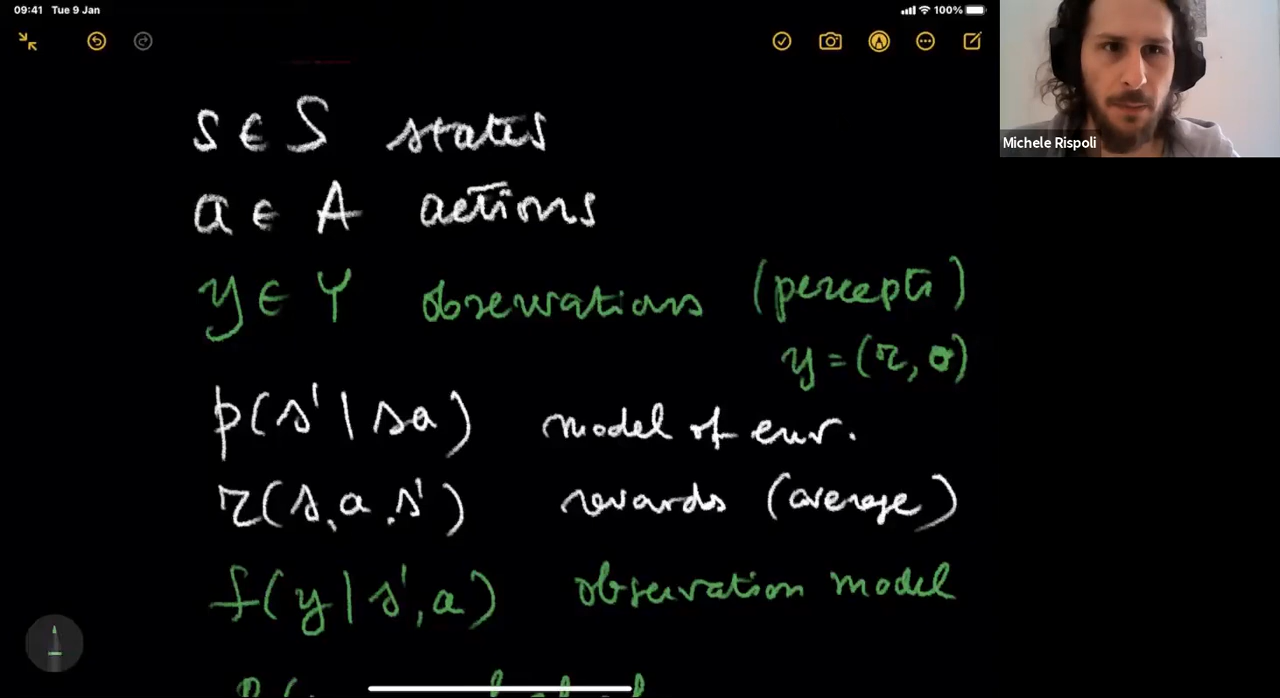 09:41 Tue 9 Jan 100%
Michele Rispoli
s ∈ S states
a ∈ A actions
y ∈ Y observations (percepts)
y = (r, o)
p(s' | s a) model of env.
r(s, a, s') rewards (average)
f(y | s', a) observation model